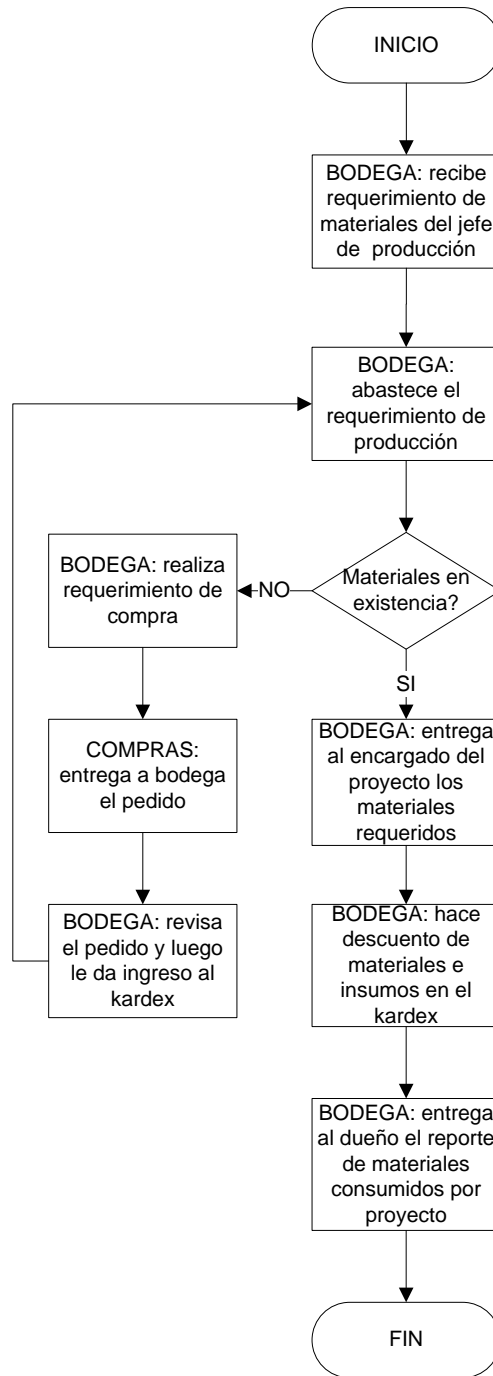 INICIO
BODEGA: recibe
requerimiento de
materiales del jefe
de producción
BODEGA:
abastece el
requerimiento de
producción
Materiales en
existencia?
NO
BODEGA: realiza
requerimiento de
compra
COMPRAS:
entrega a bodega
el pedido
BODEGA: revisa
el pedido y luego
le da ingreso al
kardex
SI
BODEGA: entrega
al encargado del
proyecto los
materiales
requeridos
BODEGA: hace
descuento de
materiales e
insumos en el
kardex
BODEGA: entrega
al dueño el reporte
de materiales
consumidos por
proyecto
FIN